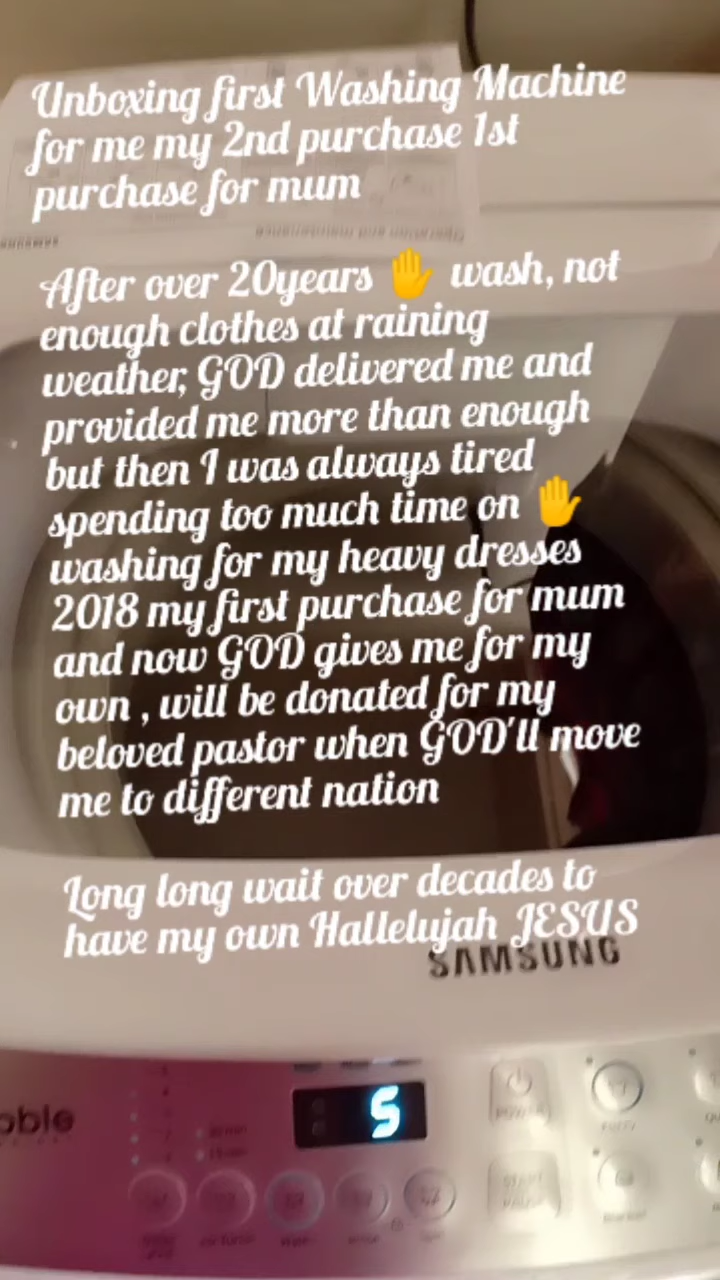 Unboxing first Washing Machine
for me my 2nd purchase 1st
purchase for mum
After over 20years 🤚 wash, not
enough clothes at raining
weather, GOD delivered me and
provided me more than enough
but then I was always tired
spending too much time on 🤚
washing for my heavy dresses
2018 my first purchase for mum
and now GOD gives me for my
own , will be donated for my
beloved pastor when GOD'll move
me to different nation
Long long wait over decades to
have my own Hallelujah JESUS
SAMSUNG
5
POWER